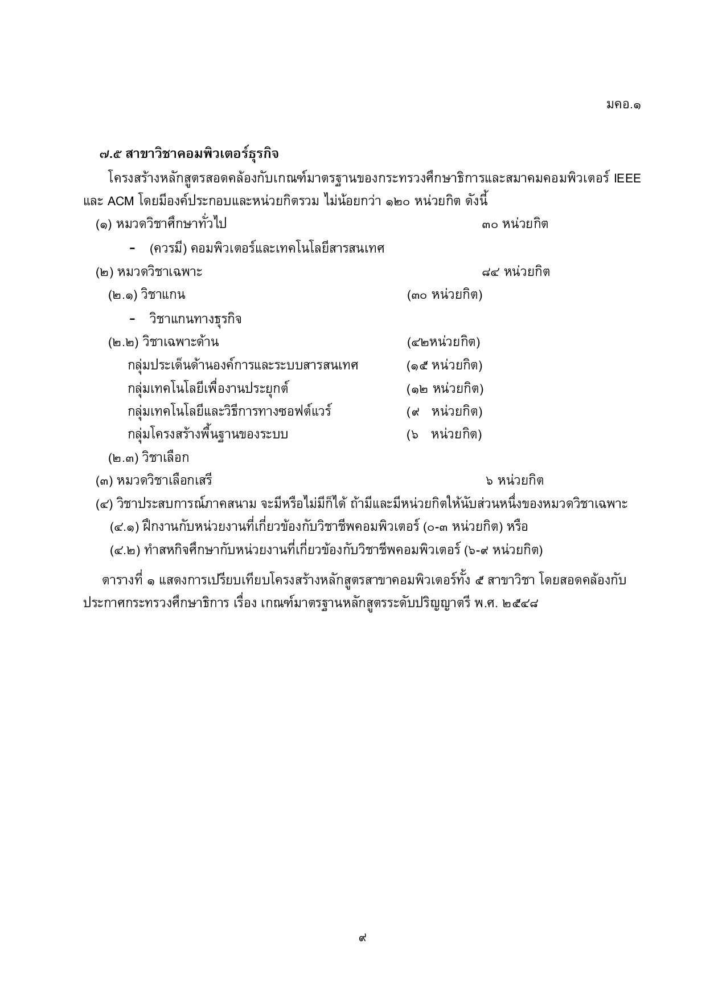 มคอ.๑
๗.๕ สาขาวิชาคอมพิวเตอร์ธุรกิจ
โครงสร้างหลักสูตรสอดคล้องกับเกณฑ์มาตรฐานของกระทรวงศึกษาธิการและสมาคมคอมพิวเตอร์ IEEE
และ ACM โดยมีองค์ประกอบและหน่วยกิตรวม ไม่น้อยกว่า ๑๒๐ หน่วยกิต ดังนี้
(๑) หมวดวิชาศึกษาทั่วไป ๓๐ หน่วยกิต
- (ควรมี) คอมพิวเตอร์และเทคโนโลยีสารสนเทศ
(๒) หมวดวิชาเฉพาะ ๘๔ หน่วยกิต
(๒.๑) วิชาแกน (๓๐ หน่วยกิต)
- วิชาแกนทางธุรกิจ
(๒.๒) วิชาเฉพาะด้าน (๔๒หน่วยกิต)
กลุ่มประเด็นด้านองค์การและระบบสารสนเทศ (๑๕ หน่วยกิต)
กลุ่มเทคโนโลยีเพื่องานประยุกต์ (๑๒ หน่วยกิต)
กลุ่มเทคโนโลยีและวิธีการทางซอฟต์แวร์ (๙ หน่วยกิต)
กลุ่มโครงสร้างพื้นฐานของระบบ (๖ หน่วยกิต)
(๒.๓) วิชาเลือก
(๓) หมวดวิชาเลือกเสรี ๖ หน่วยกิต
(๔) วิชาประสบการณ์ภาคสนาม จะมีหรือไม่มีก็ได้ ถ้ามีและมีหน่วยกิตให้นับส่วนหนึ่งของหมวดวิชาเฉพาะ
(๔.๑) ฝึกงานกับหน่วยงานที่เกี่ยวข้องกับวิชาชีพคอมพิวเตอร์ (๐-๓ หน่วยกิต) หรือ
(๔.๒) ทำสหกิจศึกษากับหน่วยงานที่เกี่ยวข้องกับวิชาชีพคอมพิวเตอร์ (๖-๙ หน่วยกิต)
ตารางที่ ๑ แสดงการเปรียบเทียบโครงสร้างหลักสูตรสาขาคอมพิวเตอร์ทั้ง ๕ สาขาวิชา โดยสอดคล้องกับ
ประกาศกระทรวงศึกษาธิการ เรื่อง เกณฑ์มาตรฐานหลักสูตรระดับปริญญาตรี พ.ศ. ๒๕๔๘
๙